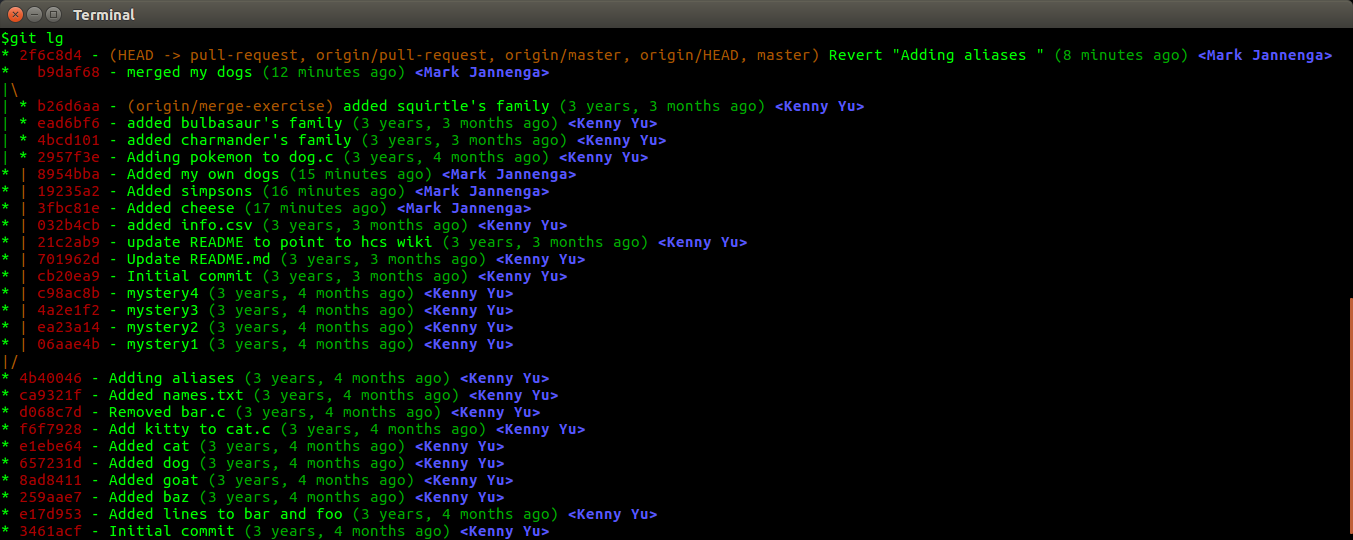 Terminal
$git lg
* 2f6c8d4 - (HEAD -> pull-request, origin/pull-request, origin/master, origin/HEAD, master) Revert "Adding aliases " (8 minutes ago) <Mark Jannenga>
*   b9daf68 - merged my dogs (12 minutes ago) <Mark Jannenga>
|\
| * b26d6aa - (origin/merge-exercise) added squirtle's family (3 years, 3 months ago) <Kenny Yu>
| * ead6bf6 - added bulbasaur's family (3 years, 3 months ago) <Kenny Yu>
| * 4bcd101 - added charmander's family (3 years, 3 months ago) <Kenny Yu>
| * 2957f3e - Adding pokemon to dog.c (3 years, 4 months ago) <Kenny Yu>
* | 8954bba - Added my own dogs (15 minutes ago) <Mark Jannenga>
* | 19235a2 - Added simpsons (16 minutes ago) <Mark Jannenga>
* | 3fbc81e - Added cheese (17 minutes ago) <Mark Jannenga>
* | 032b4cb - added info.csv (3 years, 3 months ago) <Kenny Yu>
* | 21c2ab9 - update README to point to hcs wiki (3 years, 3 months ago) <Kenny Yu>
* | 701962d - Update README.md (3 years, 3 months ago) <Kenny Yu>
* | cb20ea9 - Initial commit (3 years, 3 months ago) <Kenny Yu>
* | c98ac8b - mystery4 (3 years, 4 months ago) <Kenny Yu>
* | 4a2e1f2 - mystery3 (3 years, 4 months ago) <Kenny Yu>
* | ea23a14 - mystery2 (3 years, 4 months ago) <Kenny Yu>
* | 06aae4b - mystery1 (3 years, 4 months ago) <Kenny Yu>
|/
* 4b40046 - Adding aliases (3 years, 4 months ago) <Kenny Yu>
* ca9321f - Added names.txt (3 years, 4 months ago) <Kenny Yu>
* d068c7d - Removed bar.c (3 years, 4 months ago) <Kenny Yu>
* f6f7928 - Add kitty to cat.c (3 years, 4 months ago) <Kenny Yu>
* e1ebe64 - Added cat (3 years, 4 months ago) <Kenny Yu>
* 657231d - Added dog (3 years, 4 months ago) <Kenny Yu>
* 8ad8411 - Added goat (3 years, 4 months ago) <Kenny Yu>
* 259aae7 - Added baz (3 years, 4 months ago) <Kenny Yu>
* e17d953 - Added lines to bar and foo (3 years, 4 months ago) <Kenny Yu>
* 3461acf - Initial commit (3 years, 4 months ago) <Kenny Yu>